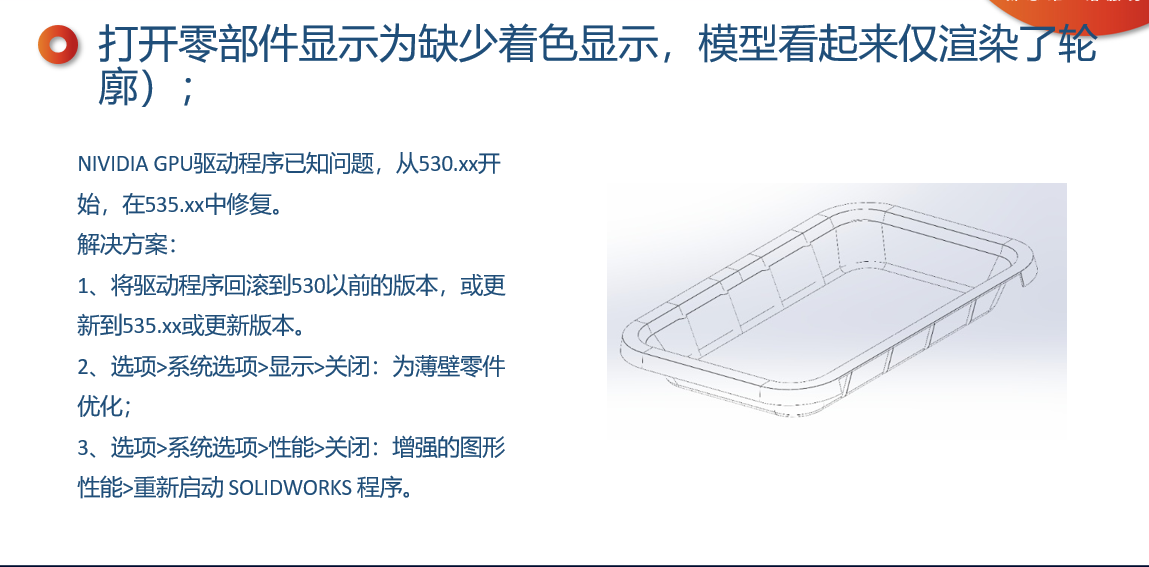 打开零部件显示为缺少着色显示，模型看起来仅渲染了轮
廓）；
NIVIDIA GPU驱动程序已知问题，从530.xx开
始，在535.xx中修复。
解决方案：
1、将驱动程序回滚到530以前的版本，或更
新到535.xx或更新版本。
2、选项>系统选项>显示>关闭：为薄壁零件
优化；
3、选项>系统选项>性能>关闭：增强的图形
性能>重新启动 SOLIDWORKS 程序。